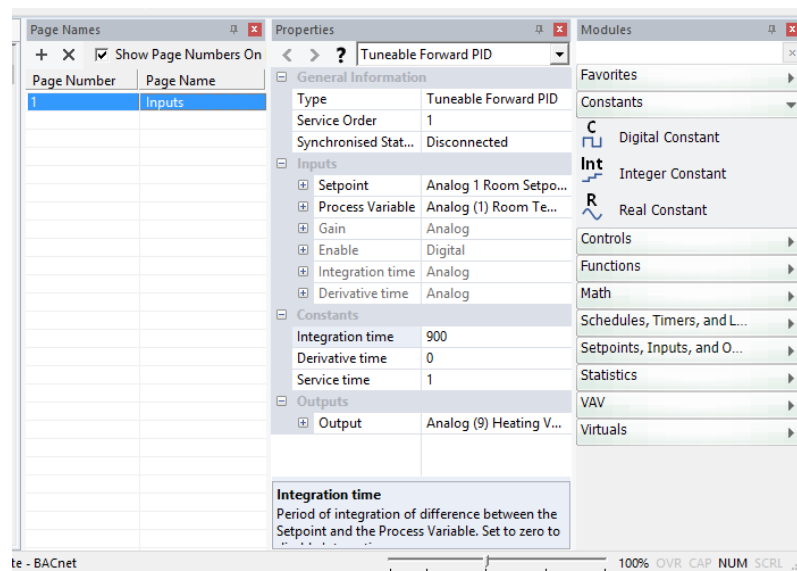 Page Names
Show Page Numbers On
Page Number Page Name
1 Inputs
Properties
? Tuneable Forward PID
General Information
Type Tuneable Forward PID
Service Order 1
Synchronised Stat... Disconnected
Inputs
Setpoint Analog 1 Room Setpo...
Process Variable Analog (1) Room Te...
Gain Analog
Enable Digital
Integration time Analog
Derivative time Analog
Constants
Integration time 900
Derivative time 0
Service time 1
Outputs
Output Analog (9) Heating V...
Integration time
Period of integration of difference between the
Setpoint and the Process Variable. Set to zero to
Modules
Favorites
Constants
C Digital Constant
Int Integer Constant
R Real Constant
Controls
Functions
Math
Schedules, Timers, and L...
Setpoints, Inputs, and O...
Statistics
VAV
Virtuals
te - BACnet
100% OVR CAP NUM SCRL